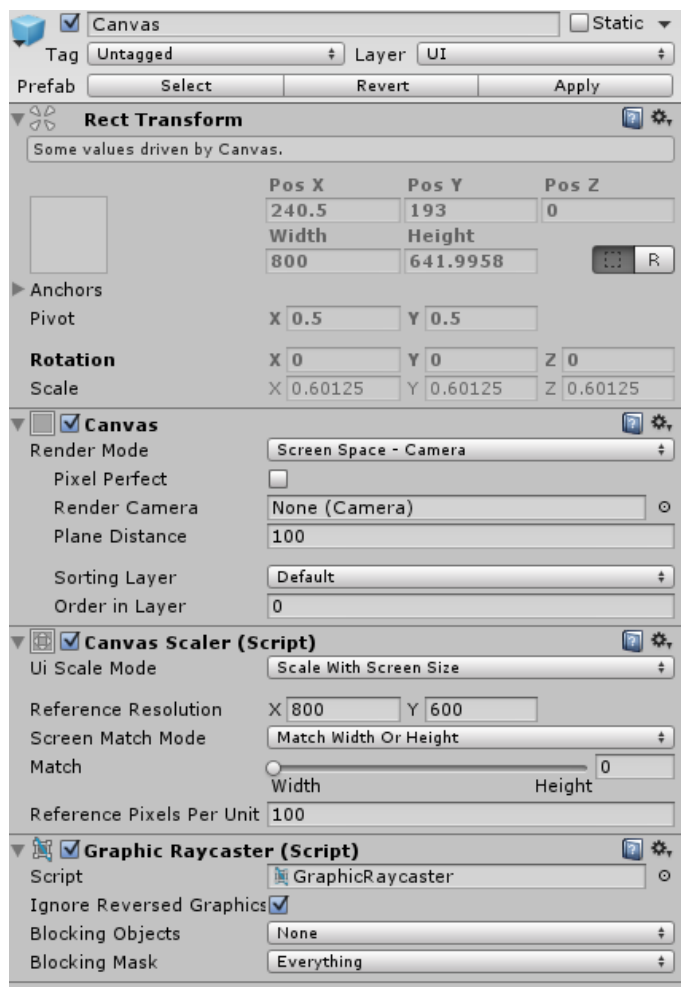 Canvas Static
Tag Untagged Layer UI
Prefab Select Revert Apply
Rect Transform
Some values driven by Canvas.
Pos X Pos Y Pos Z
240.5 193 0
Width Height
800 641.9958
R
Anchors
Pivot X 0.5 Y 0.5
Rotation X 0 Y 0 Z 0
Scale X 0.60125 Y 0.60125 Z 0.60125
Canvas
Render Mode Screen Space - Camera
Pixel Perfect
Render Camera None (Camera)
Plane Distance 100
Sorting Layer Default
Order in Layer 0
Canvas Scaler (Script)
Ui Scale Mode Scale With Screen Size
Reference Resolution X 800 Y 600
Screen Match Mode Match Width Or Height
Match 0
Width Height
Reference Pixels Per Unit 100
Graphic Raycaster (Script)
Script GraphicRaycaster
Ignore Reversed Graphics
Blocking Objects None
Blocking Mask Everything